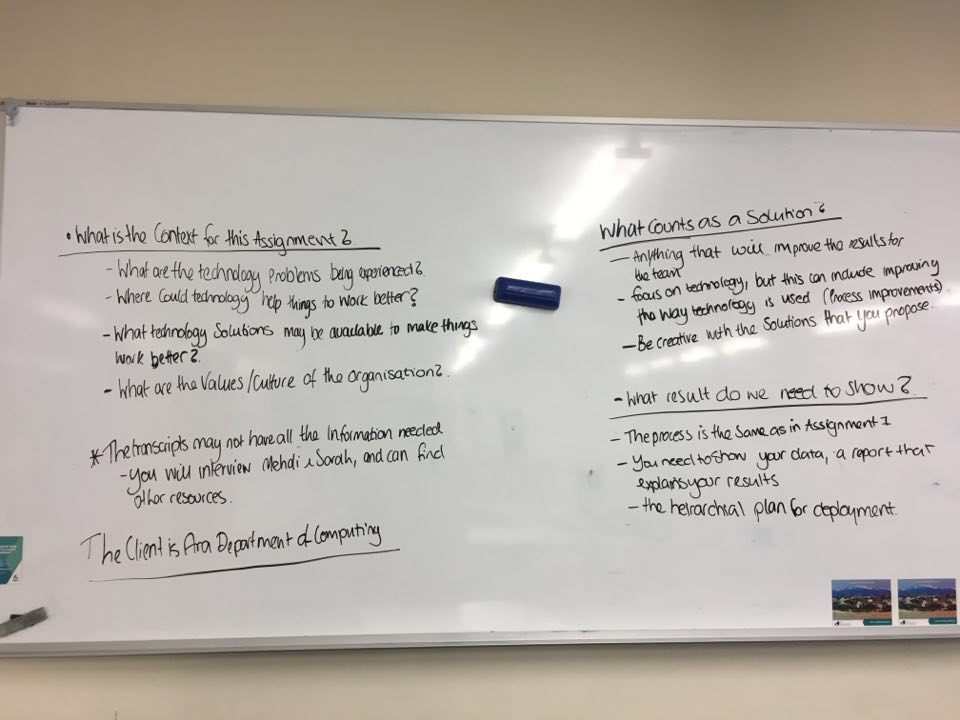 • What is the Context for this Assignment?
- What are the technology problems being experienced?
- Where could technology help things to work better?
- What technology Solutions may be available to make things
work better?
- What are the Values/Culture of the organisation?
* The transcripts may not have all the Information needed
- You will interview Mehdi & Sarah, and can find
other resources.
The Client is Ara Department of Computing
What Counts as a Solution?
- Anything that will improve the results for
the team
- focus on technology, but this can include improving
the way technology is used (Process improvements).
- Be creative with the Solutions that you propose.
- What result do we need to show?
- The process is the Same as in Assignment 1
- You need to show your data, a report that
explains your results
- the heirarchial plan for deployment.